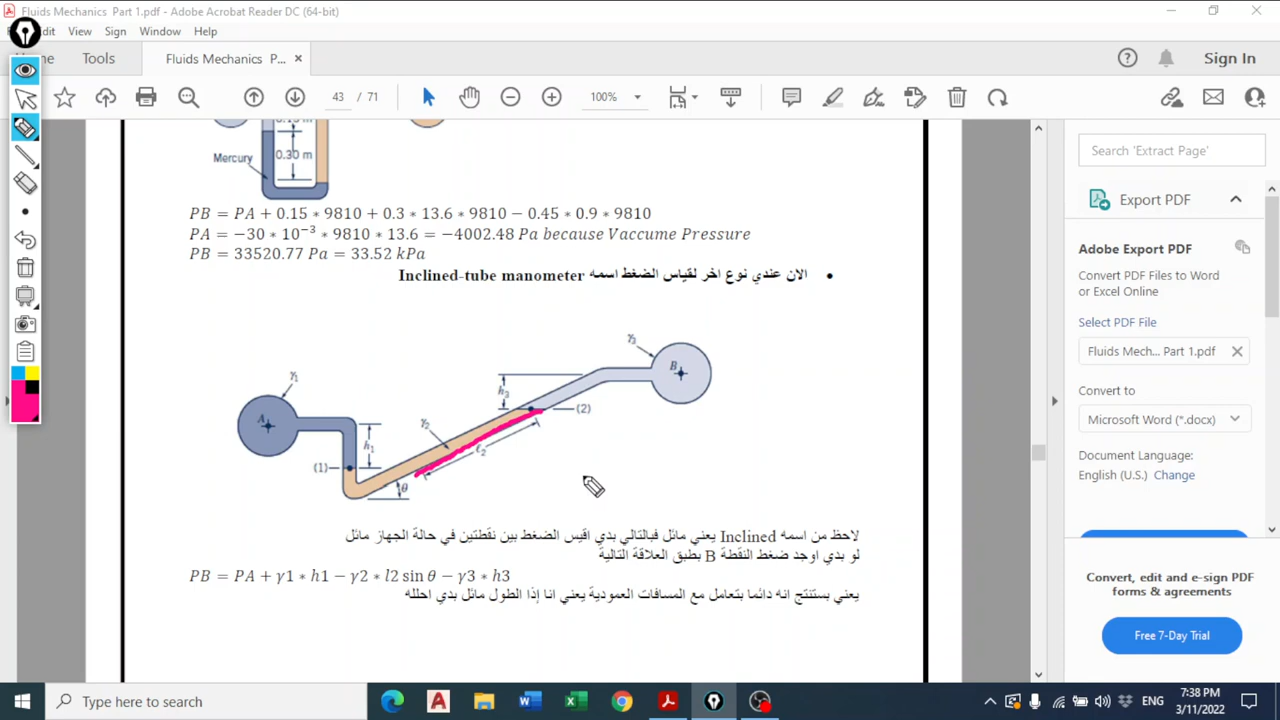 Fluids Mechanics Part 1.pdf - Adobe Acrobat Reader DC (64-bit)
View Sign Window Help
Tools Fluids Mechanics P... × Sign In
43 / 71 100%
0.30 m
Mercury
PB = PA + 0.15 ∗ 9810 + 0.3 ∗ 13.6 ∗ 9810 − 0.45 ∗ 0.9 ∗ 9810
PA = −30 ∗ 10⁻³ ∗ 9810 ∗ 13.6 = −4002.48 Pa because Vaccume Pressure
PB = 33520.77 Pa = 33.52 kPa
• الان عندي نوع اخر لقياس الضغط اسمه Inclined-tube manometer
γ3
B
γ1
h3
(2)
A
γ2
h1
ℓ2
(1)
θ
لاحظ من اسمه Inclined يعني مائل فبالتالي بدي اقيس الضغط بين نقطتين في حالة الجهاز مائل
لو بدي اوجد ضغط النقطة B بطبق العلاقة التالية
PB = PA + γ1 ∗ h1 − γ2 ∗ l2 sin θ − γ3 ∗ h3
يعني بستنتج انه دائما بتعامل مع المسافات العمودية يعني انا إذا الطول مائل بدي احلله
Search 'Extract Page'
Export PDF
Adobe Export PDF
Convert PDF Files to Word
or Excel Online
Select PDF File
Fluids Mech... Part 1.pdf
Convert to
Microsoft Word (*.docx)
Document Language:
English (U.S.) Change
Convert, edit and e-sign PDF
forms & agreements
Free 7-Day Trial
Type here to search
ENG
7:38 PM
3/11/2022